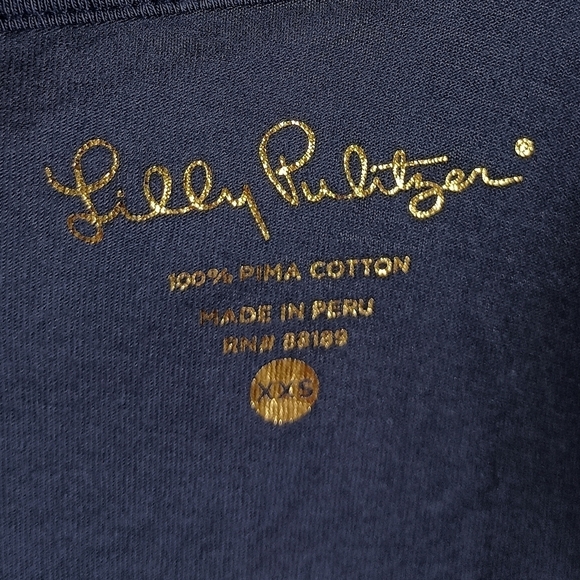 Lilly Pulitzer®
100% PIMA COTTON
MADE IN PERU
RN# 88189
XXS